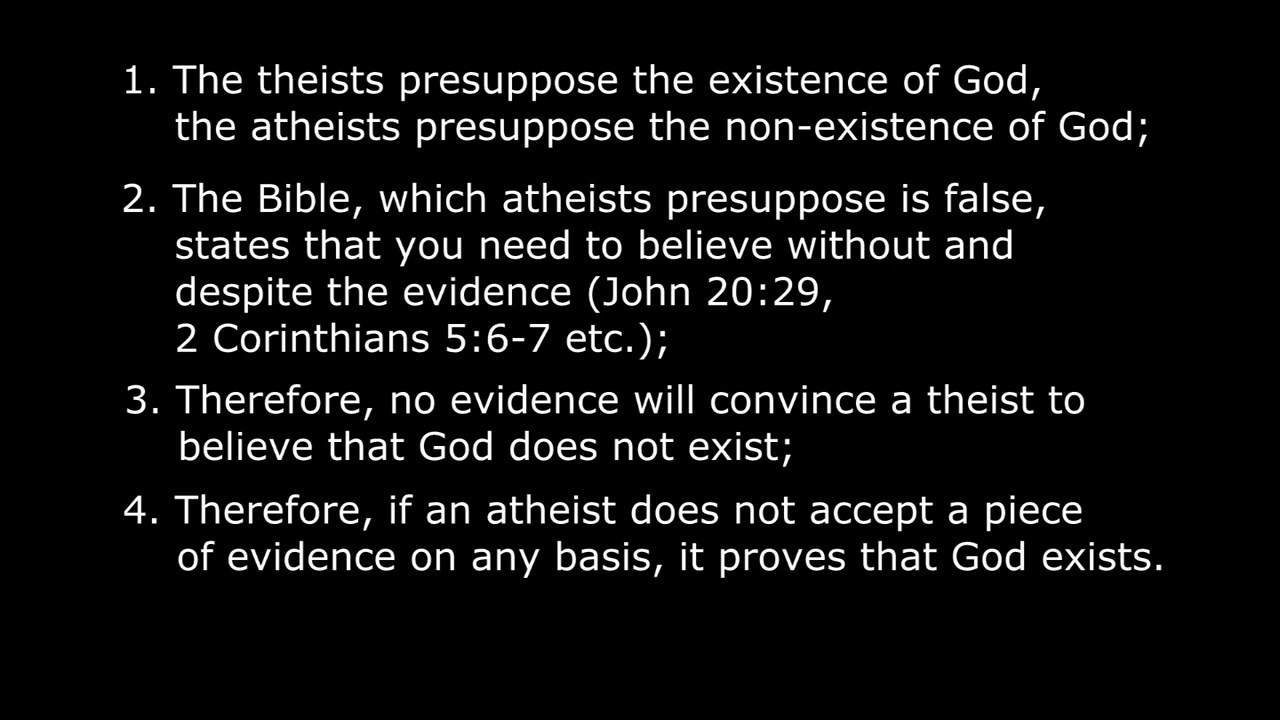 1. The theists presuppose the existence of God,
the atheists presuppose the non-existence of God;
2. The Bible, which atheists presuppose is false,
states that you need to believe without and
despite the evidence (John 20:29,
2 Corinthians 5:6-7 etc.);
3. Therefore, no evidence will convince a theist to
believe that God does not exist;
4. Therefore, if an atheist does not accept a piece
of evidence on any basis, it proves that God exists.